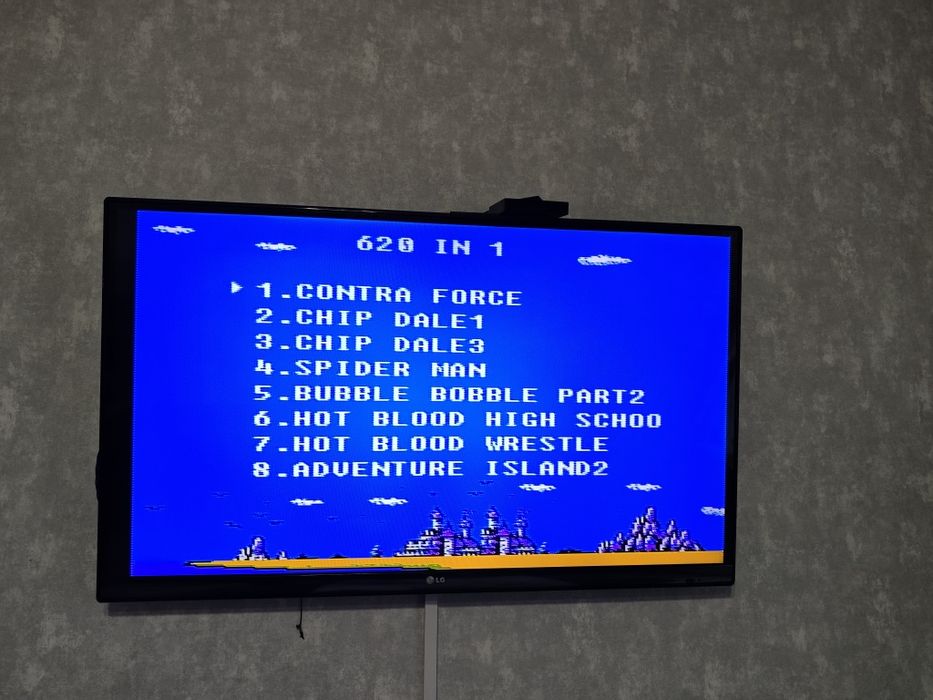 620 IN 1
1.CONTRA FORCE
2.CHIP DALE1
3.CHIP DALE3
4.SPIDER MAN
5.BUBBLE BOBBLE PART2
6.HOT BLOOD HIGH SCHOO
7.HOT BLOOD WRESTLE
8.ADVENTURE ISLAND2
LG